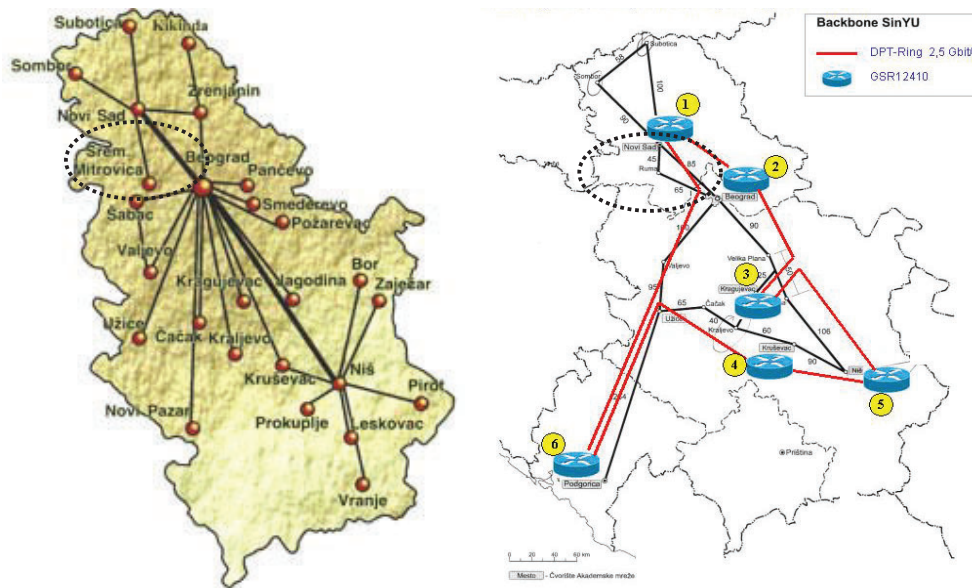 Subotica
Kikinda
Sombor
Zrenjanin
Novi Sad
Srem.
Mitrovica
Beograd
Pančevo
Smederevo
Šabac
Požarevac
Valjevo
Bor
Kragujevac
Jagodina
Zaječar
Užice
Čačak
Kraljevo
Kruševac
Niš
Pirot
Novi Pazar
Prokuplje
Leskovac
Vranje
Backbone SinYU
DPT-Ring 2,5 Gbit/
GSR12410
Subotica
Sombor
100
90
1
Novi Sad
45
85
Ruma
2
65
Beograd
90
Velika Plana
Valjevo
3
25
Kragujevac
95
65
Čačak
Užice
40
Kraljevo
60
106
Kruševac
4
90
Niš
5
6
Podgorica
Priština
0 20 40 60 km
Mesto - Čvorište Akademske mreže